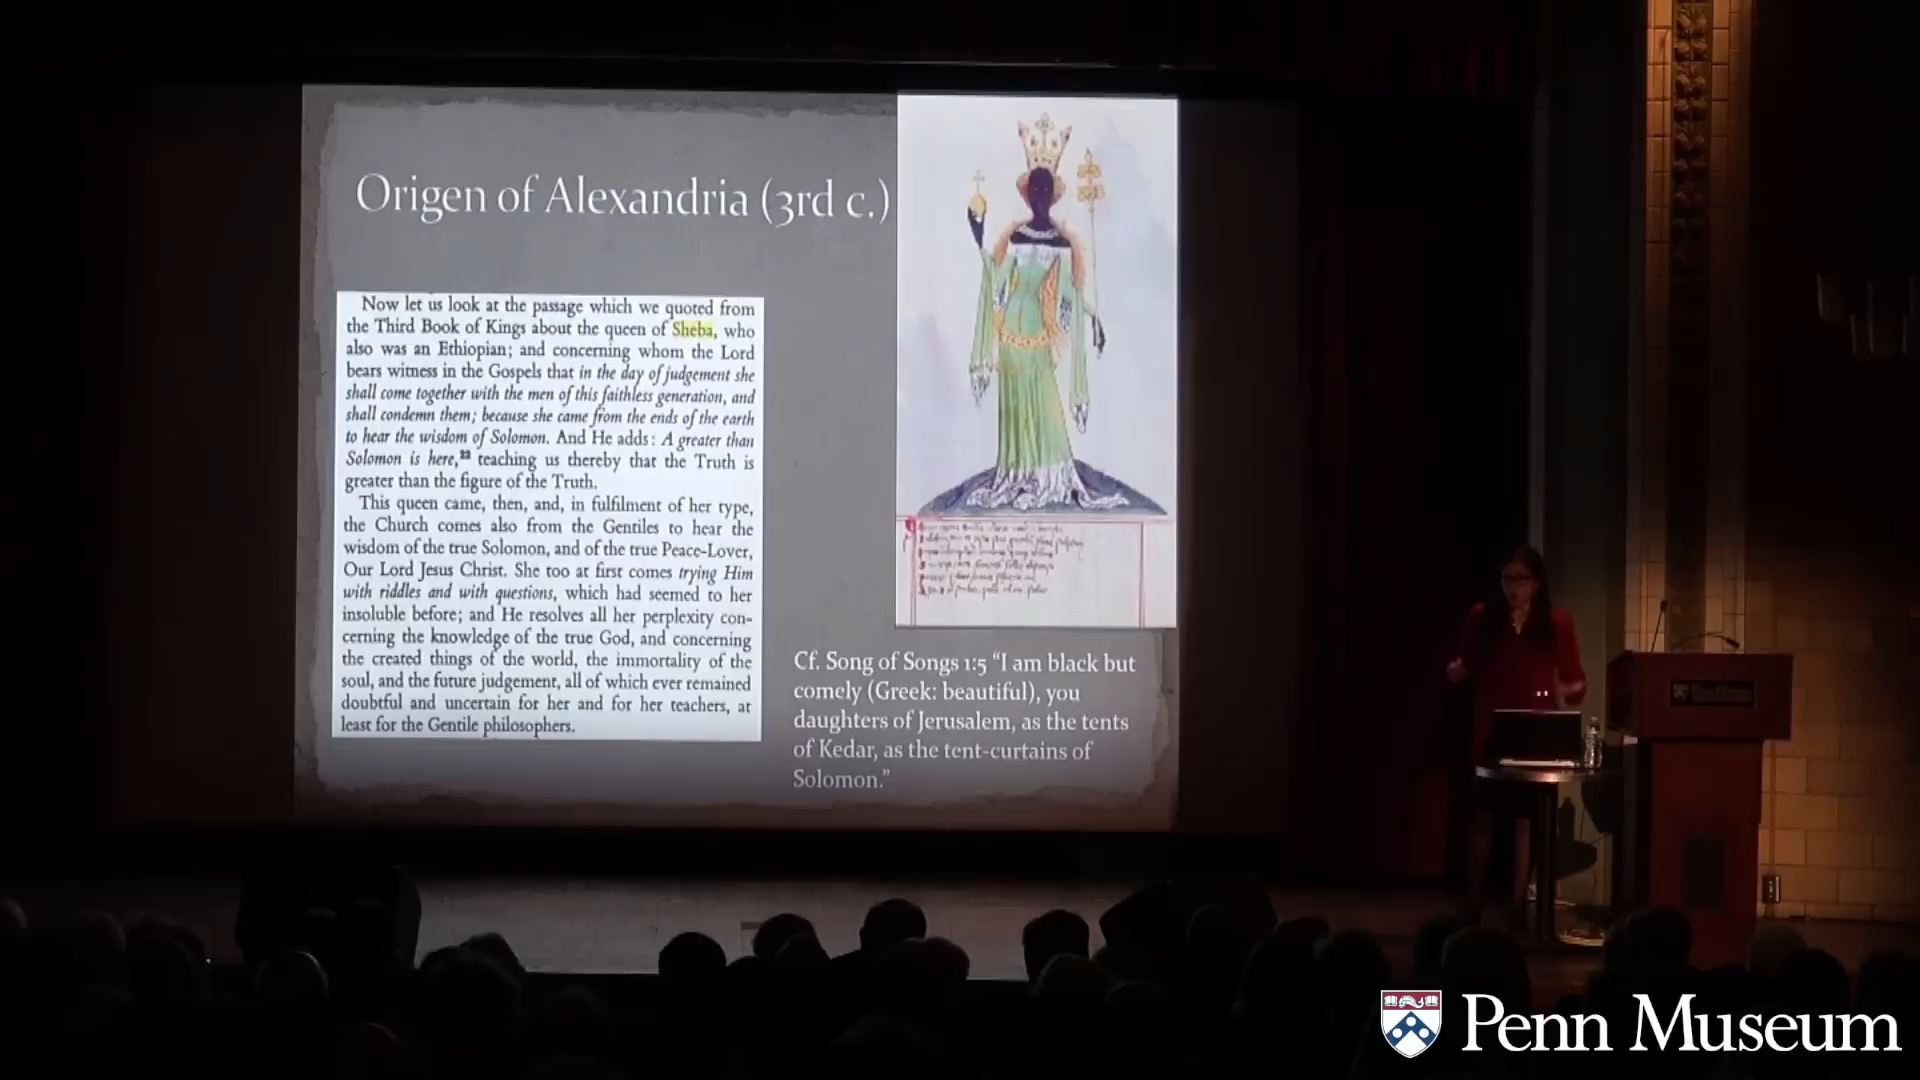 Origen of Alexandria (3rd c.)
Now let us look at the passage which we quoted from
the Third Book of Kings about the queen of Sheba, who
also was an Ethiopian; and concerning whom the Lord
bears witness in the Gospels that in the day of judgement she
shall come together with the men of this faithless generation, and
shall condemn them; because she came from the ends of the earth
to hear the wisdom of Solomon. And He adds: A greater than
Solomon is here,²² teaching us thereby that the Truth is
greater than the figure of the Truth.
This queen came, then, and, in fulfilment of her type,
the Church comes also from the Gentiles to hear the
wisdom of the true Solomon, and of the true Peace-Lover,
Our Lord Jesus Christ. She too at first comes trying Him
with riddles and with questions, which had seemed to her
insoluble before; and He resolves all her perplexity con-
cerning the knowledge of the true God, and concerning
the created things of the world, the immortality of the
soul, and the future judgement, all of which ever remained
doubtful and uncertain for her and for her teachers, at
least for the Gentile philosophers.
Cf. Song of Songs 1:5 “I am black but
comely (Greek: beautiful), you
daughters of Jerusalem, as the tents
of Kedar, as the tent-curtains of
Solomon.”
Penn Museum